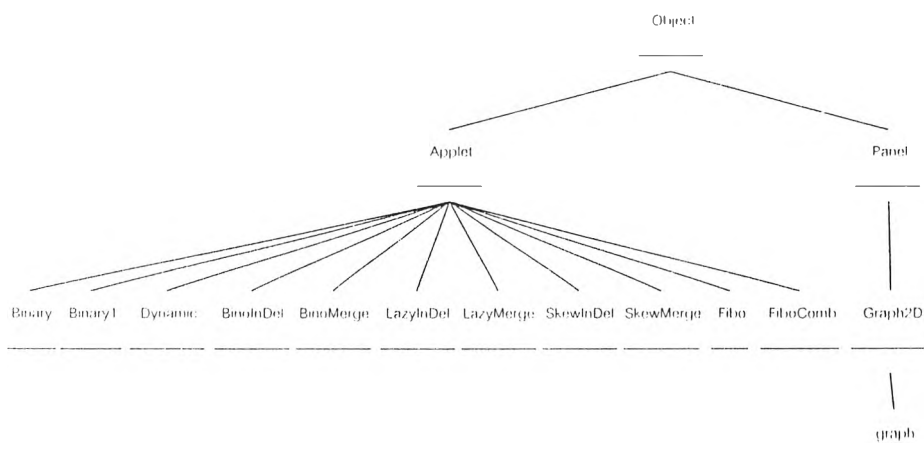 Object
Applet Panel
Binary Binary1 Dynamic BinoInDel BinoMerge LazyInDel LazyMerge SkewInDel SkewMerge Fibo FiboComb Graph2D
graph